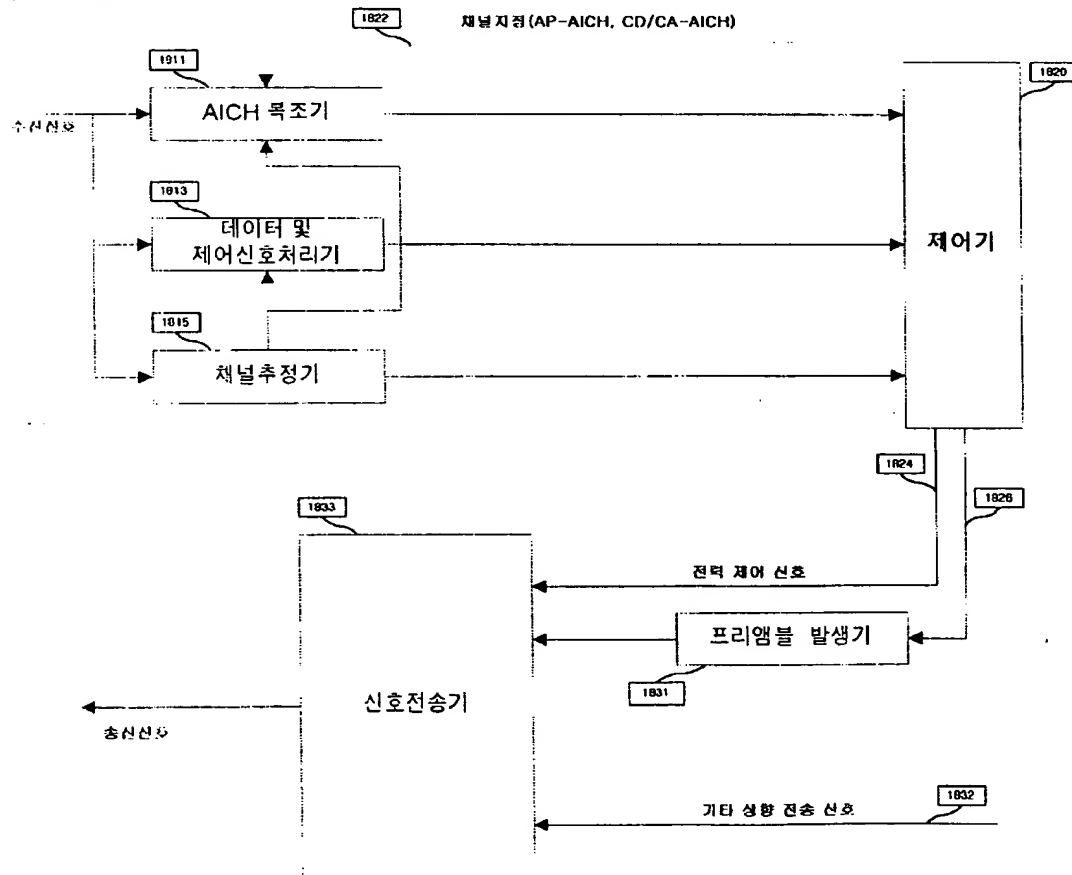 1822
채널지정(AP-AICH, CD/CA-AICH)
1811
1820
AICH 복조기
수신신호
1813
데이터 및
제어신호처리기
제어기
1815
채널추정기
1824
1826
1833
전력 제어 신호
프리앰블 발생기
1831
신호전송기
송신신호
기타 상향 전송 신호
1832